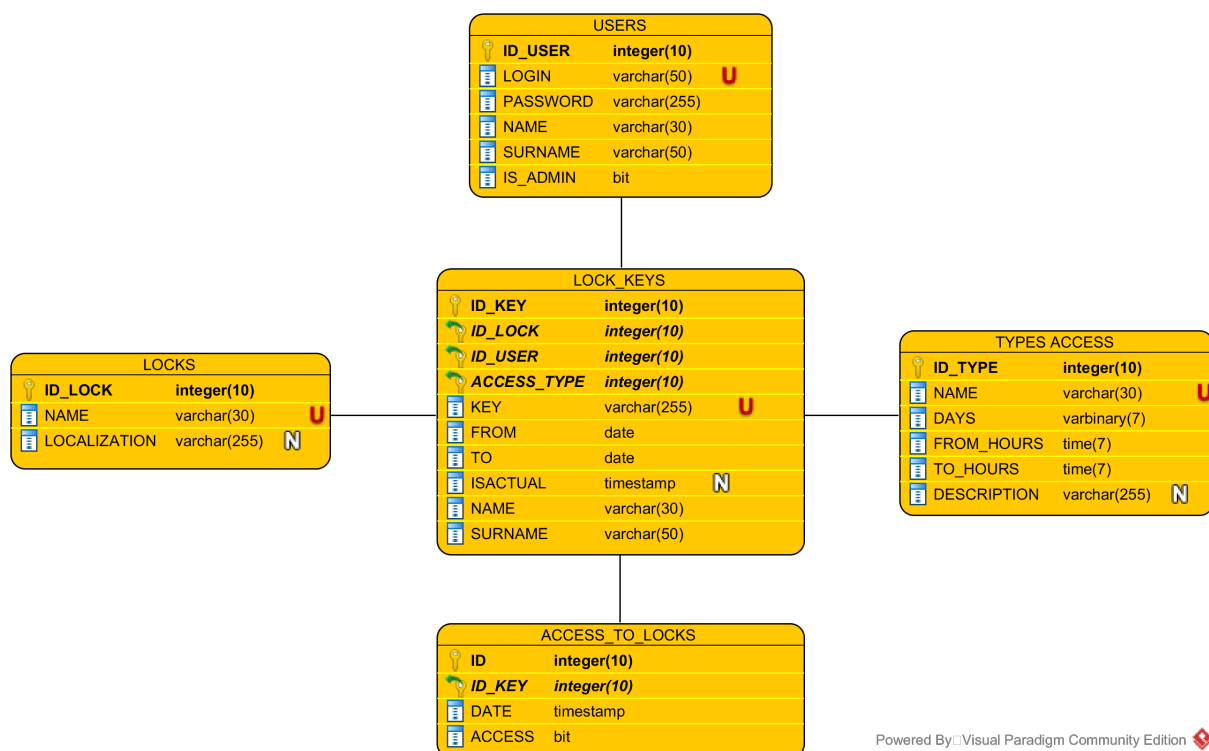 USERS
ID_USER integer(10)
LOGIN varchar(50) U
PASSWORD varchar(255)
NAME varchar(30)
SURNAME varchar(50)
IS_ADMIN bit
LOCK_KEYS
ID_KEY integer(10)
ID_LOCK integer(10)
ID_USER integer(10)
ACCESS_TYPE integer(10)
KEY varchar(255) U
FROM date
TO date
ISACTUAL timestamp N
NAME varchar(30)
SURNAME varchar(50)
LOCKS
ID_LOCK integer(10)
NAME varchar(30) U
LOCALIZATION varchar(255) N
TYPES ACCESS
ID_TYPE integer(10)
NAME varchar(30) U
DAYS varbinary(7)
FROM_HOURS time(7)
TO_HOURS time(7)
DESCRIPTION varchar(255) N
ACCESS_TO_LOCKS
ID integer(10)
ID_KEY integer(10)
DATE timestamp
ACCESS bit
Powered By□Visual Paradigm Community Edition